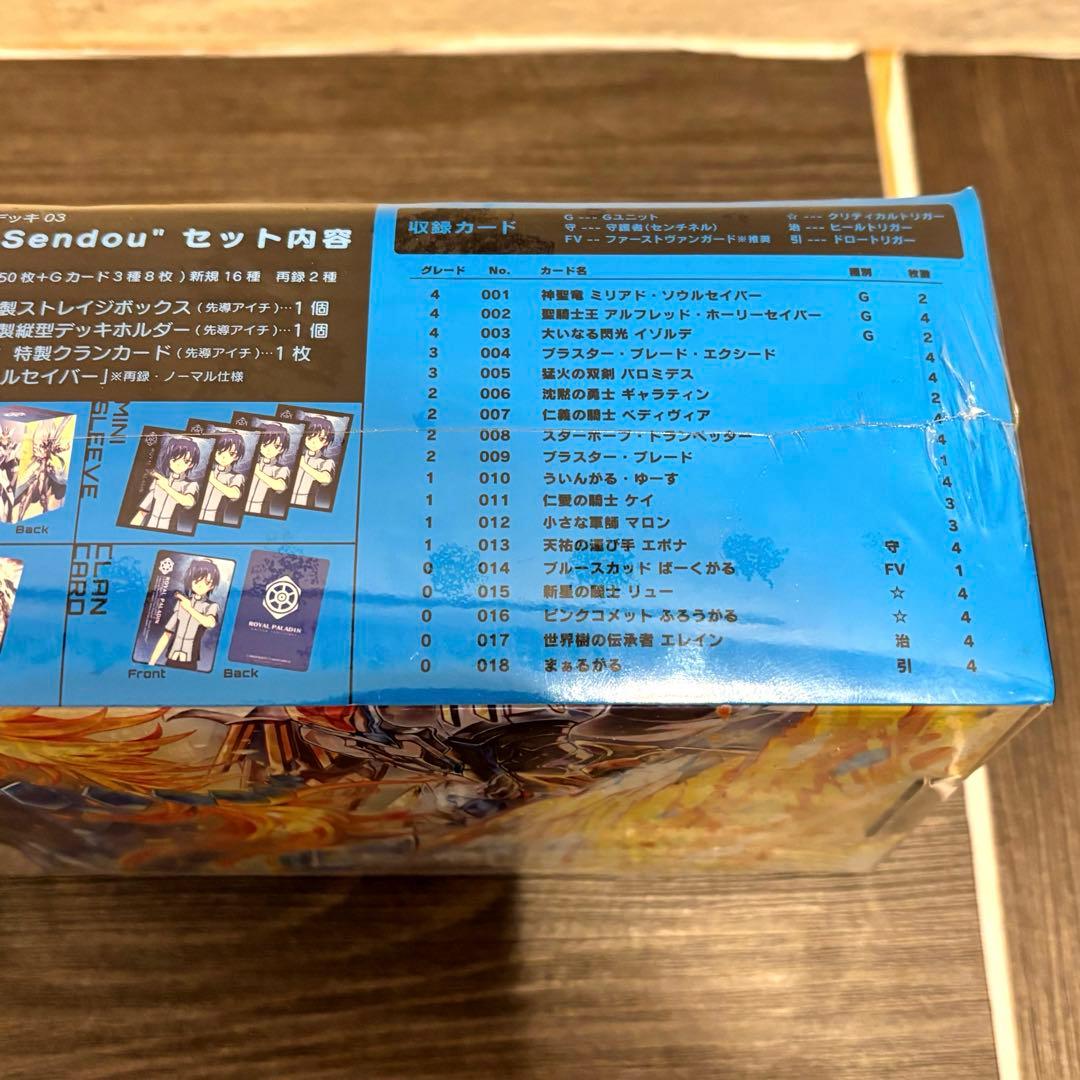 デッキ 03
Sendou" セット内容
50枚+Gカード3種8枚）新規16種 再録2種
製ストレイジボックス（先導アイチ）…1個
製縦型デッキホルダー（先導アイチ）…1個
特製クランカード（先導アイチ）…1枚
ルセイバー」※再録・ノーマル仕様
MINI
SLEEVE
Back
CLAN
CARD
ROYAL PALADIN
ROYAL PALADIN
Front
Back
収録カード
G --- Gユニット
守 --- 守護者(センチネル)
FV -- ファーストヴァンガード※推奨
☆ --- クリティカルトリガー
治 --- ヒールトリガー
引 --- ドロートリガー
グレード No. カード名 種別 枚数
4 001 神聖竜 ミリアド・ソウルセイバー G 2
4 002 聖騎士王 アルフレッド・ホーリーセイバー G 4
4 003 大いなる閃光 イゾルデ G 2
3 004 ブラスター・ブレード・エクシード 4
3 005 猛火の双剣 バロミデス 4
2 006 沈黙の勇士 ギャラティン 2
2 007 仁義の騎士 ベディヴィア 4
2 008 スターホープ・トランペッター 4
2 009 ブラスター・ブレード 1
1 010 ういんがる・ゆーす 4
1 011 仁愛の騎士 ケイ 3
1 012 小さな軍師 マロン 3
1 013 天祐の運び手 エポナ 守 4
0 014 ブルースカッド ばーくがる FV 1
0 015 新星の騎士 リュー ☆ 4
0 016 ピンクコメット ふろうがる ☆ 4
0 017 世界樹の伝承者 エレイン 治 4
0 018 まぁるがる 引 4